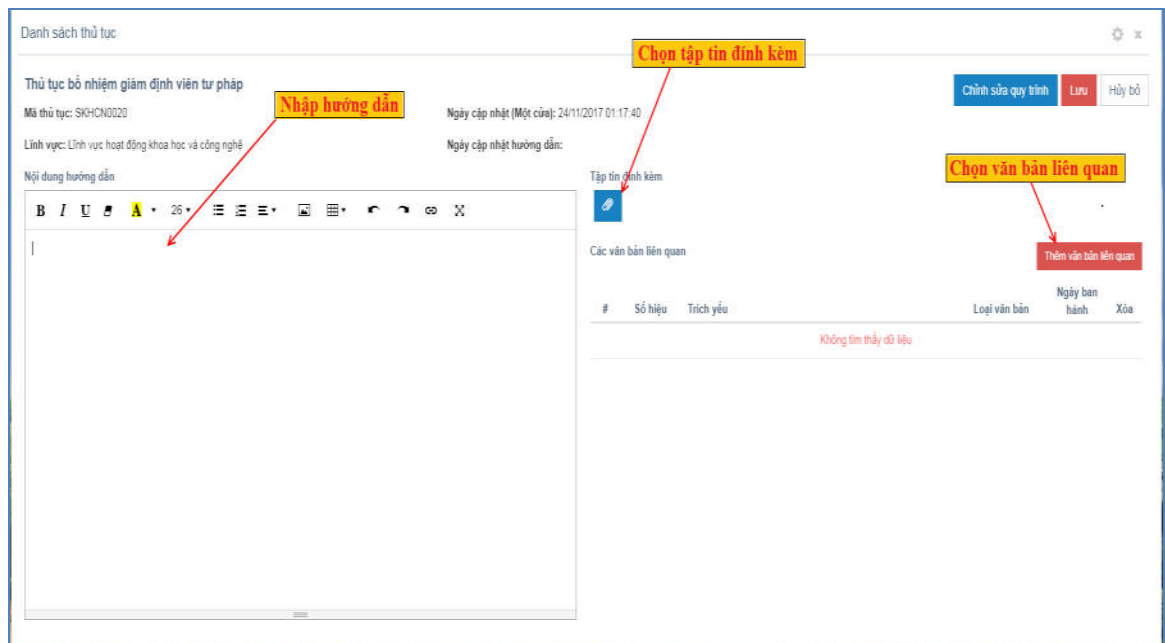 Danh sách thủ tục
x
Chọn tập tin đính kèm
Thủ tục bổ nhiệm giám định viên tư pháp
Chỉnh sửa quy trình Lưu Hủy bỏ
Nhập hướng dẫn
Mã thủ tục: SKHCN0020
Ngày cập nhật (Một cửa): 24/11/2017 01:17:40
Lĩnh vực: Lĩnh vực hoạt động khoa học và công nghệ
Ngày cập nhật hướng dẫn:
Chọn văn bản liên quan
Nội dung hướng dẫn
Tập tin đính kèm
B I U A 26
Các văn bản liên quan
Thêm văn bản liên quan
# Số hiệu Trích yếu Loại văn bản Ngày ban hành Xóa
Không tìm thấy dữ liệu